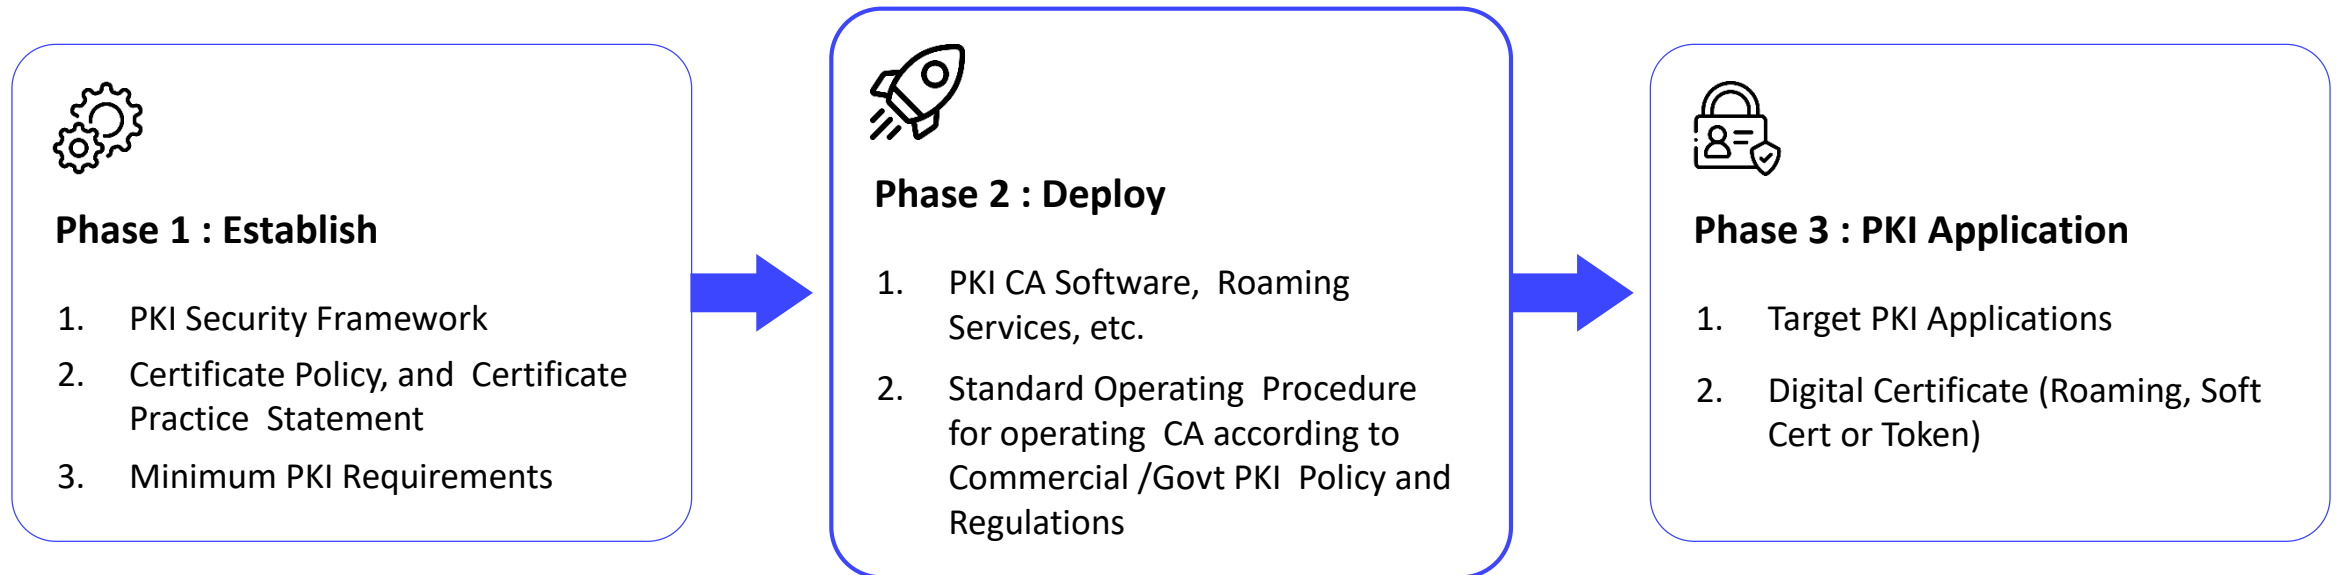 Phase 1 : Establish
1. PKI Security Framework
2. Certificate Policy, and Certificate
Practice Statement
3. Minimum PKI Requirements
Phase 2 : Deploy
1. PKI CA Software, Roaming
Services, etc.
2. Standard Operating Procedure
for operating CA according to
Commercial /Govt PKI Policy and
Regulations
Phase 3 : PKI Application
1. Target PKI Applications
2. Digital Certificate (Roaming, Soft
Cert or Token)